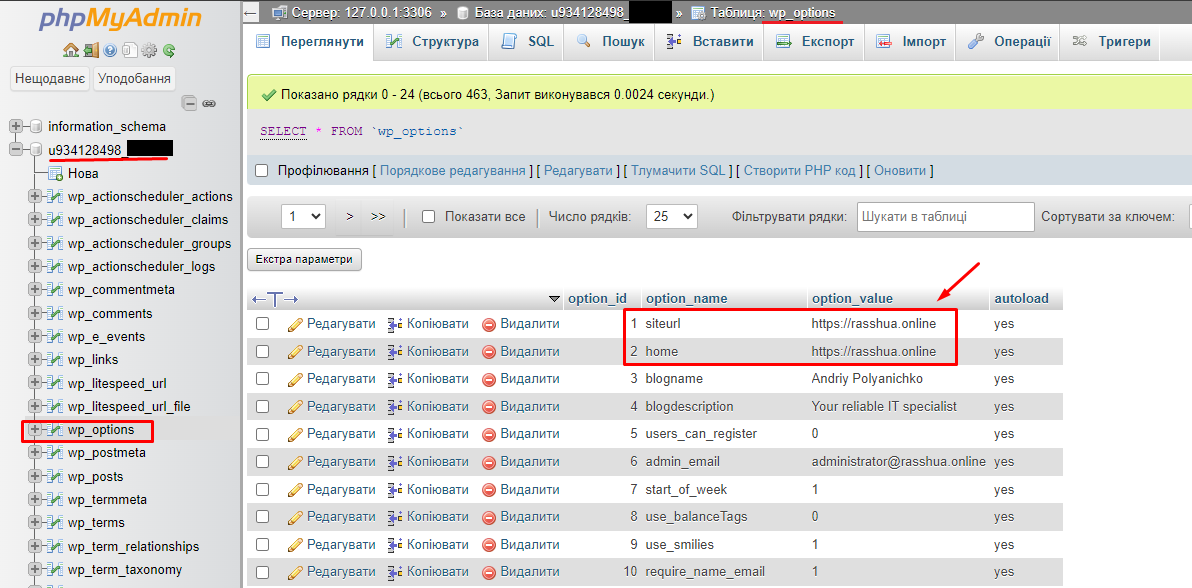 phpMyAdmin
Нещодавнє Уподобання
information_schema
u934128498_
Нова
wp_actionscheduler_actions
wp_actionscheduler_claims
wp_actionscheduler_groups
wp_actionscheduler_logs
wp_commentmeta
wp_comments
wp_e_events
wp_links
wp_litespeed_url
wp_litespeed_url_file
wp_options
wp_postmeta
wp_posts
wp_termmeta
wp_terms
wp_term_relationships
wp_term_taxonomy
Сервер: 127.0.0.1:3306 » База даних: u934128498_ » Таблиця: wp_options
Переглянути Структура SQL Пошук Вставити Експорт Імпорт Операції Тригери
Показано рядки 0 - 24 (всього 463, Запит виконувався 0.0024 секунди.)
SELECT * FROM `wp_options`
Профілювання [ Порядкове редагування ] [ Редагувати ] [ Тлумачити SQL ] [ Створити PHP код ] [ Оновити ]
1 > >> | Показати все | Число рядків: 25 Фільтрувати рядки: Шукати в таблиці Сортувати за ключем:
Екстра параметри
←T→ option_id option_name option_value autoload
Редагувати Копіювати Видалити 1 siteurl https://rasshua.online yes
Редагувати Копіювати Видалити 2 home https://rasshua.online yes
Редагувати Копіювати Видалити 3 blogname Andriy Polyanichko yes
Редагувати Копіювати Видалити 4 blogdescription Your reliable IT specialist yes
Редагувати Копіювати Видалити 5 users_can_register 0 yes
Редагувати Копіювати Видалити 6 admin_email administrator@rasshua.online yes
Редагувати Копіювати Видалити 7 start_of_week 1 yes
Редагувати Копіювати Видалити 8 use_balanceTags 0 yes
Редагувати Копіювати Видалити 9 use_smilies 1 yes
Редагувати Копіювати Видалити 10 require_name_email 1 yes